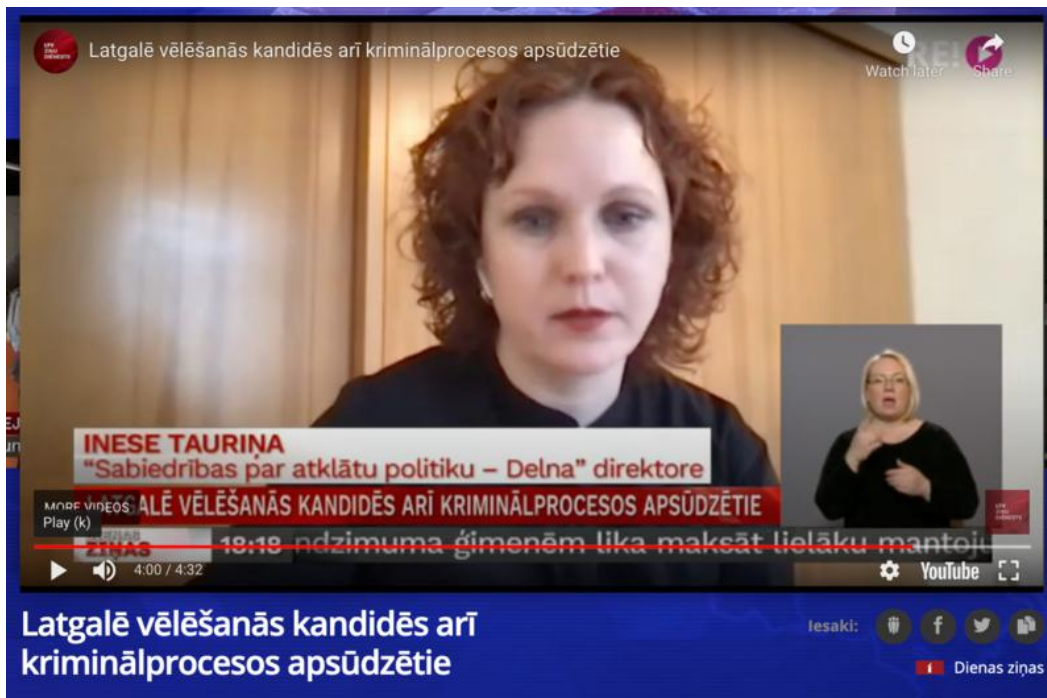 Latgalē vēlēšanās kandidēs arī kriminālprocesos apsūdzētie
Watch later
Share
RE!
INESE TAURIŅA
“Sabiedrības par atklātu politiku – Delna” direktore
MORE VIDEOS
LATGALĒ VĒLĒŠANĀS KANDIDĒS ARĪ KRIMINĀLPROCESOS APSŪDZĒTIE
Play (k)
ZIŅAS
18:18 ndzimuma ģimenēm lika maksāt lielāku mantoju
4:00 / 4:32
YouTube
Latgalē vēlēšanās kandidēs arī
kriminālprocesos apsūdzētie
Iesaki:
Dienas ziņas